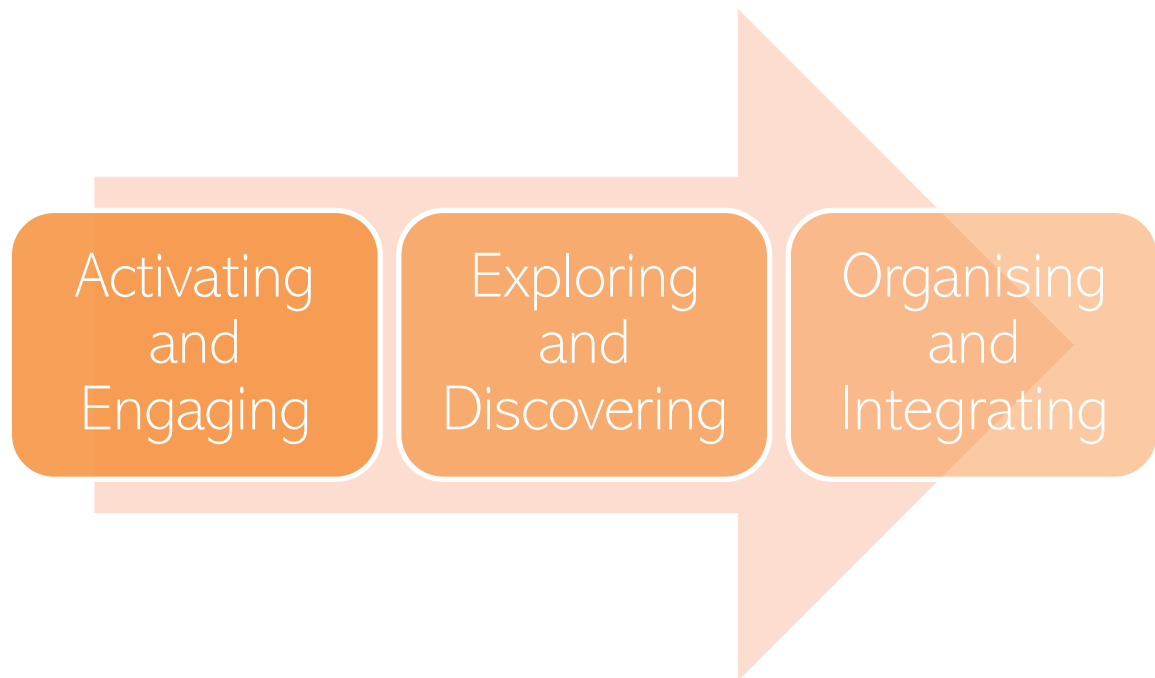 Activating
and
Engaging
Exploring
and
Discovering
Organising
and
Integrating